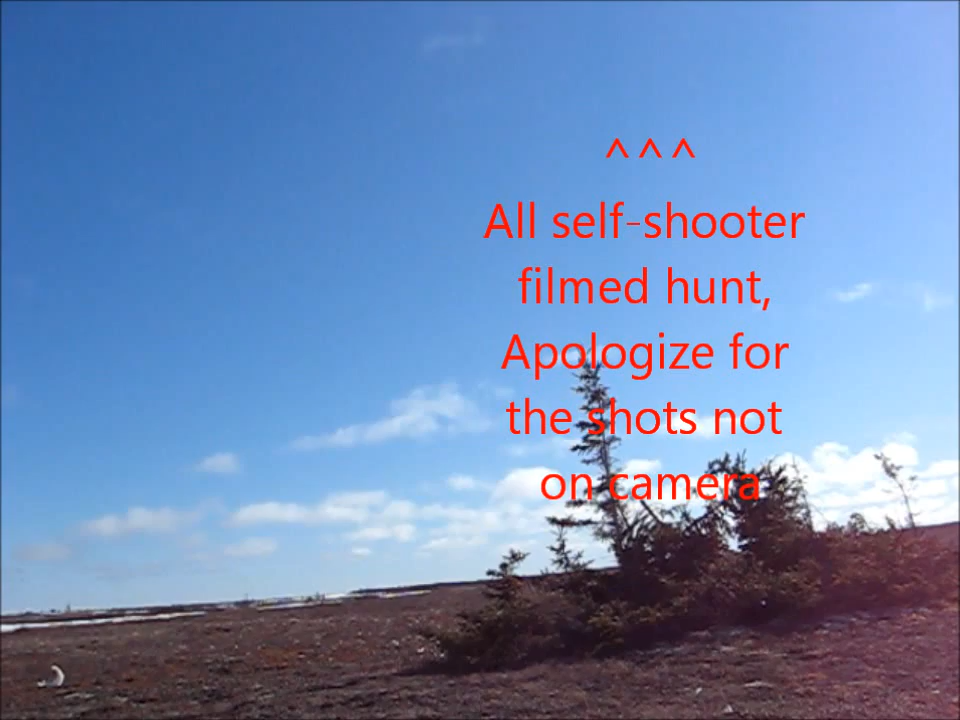 ^^^
All self-shooter
filmed hunt,
Apologize for
the shots not
on camera